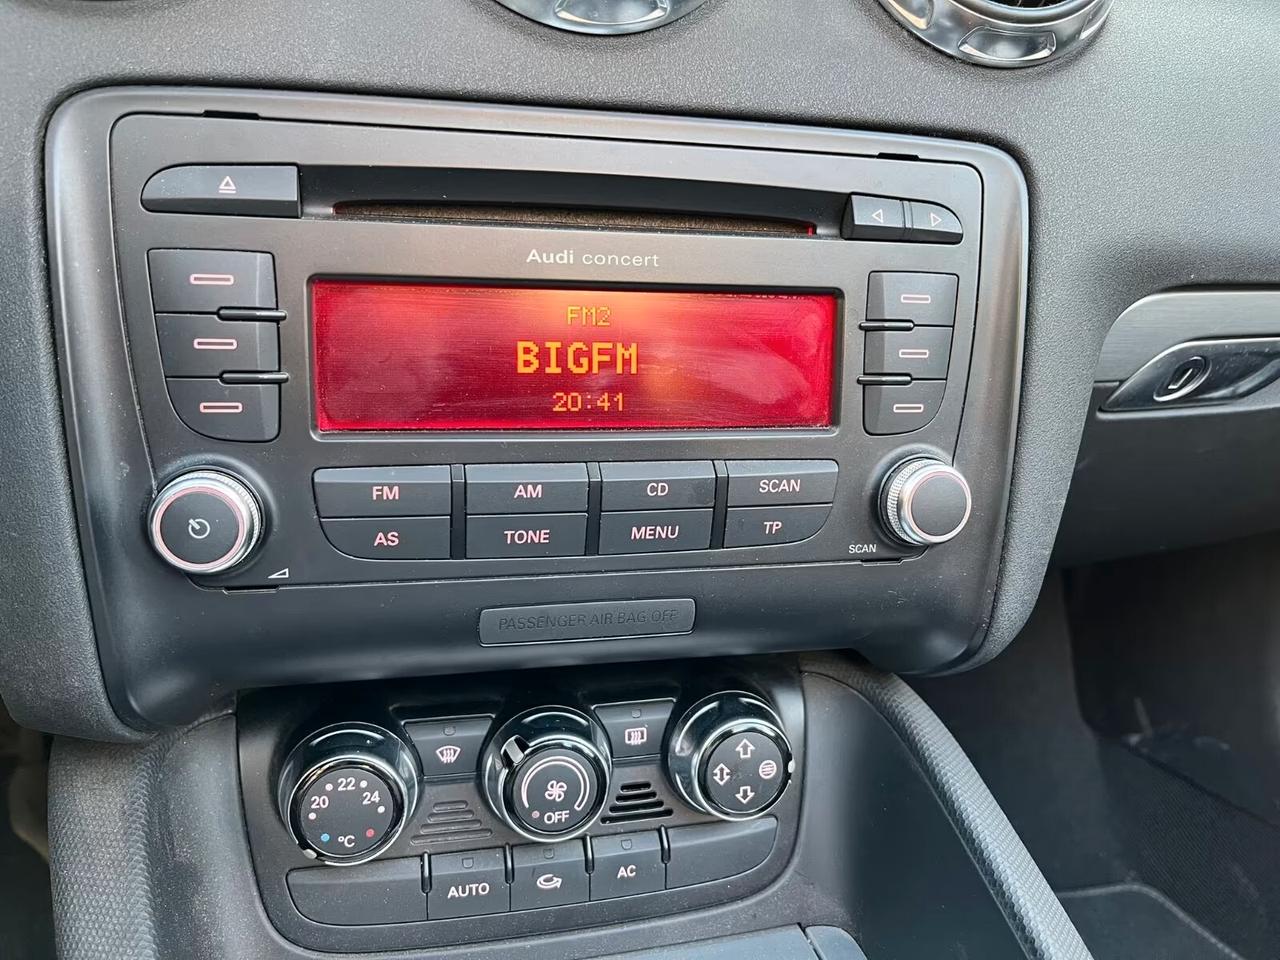 Audi concert
FM2
BIGFM
20:41
FM AM CD SCAN
AS TONE MENU TP
SCAN
PASSENGER AIR BAG OFF
20 22 24
°C
OFF
AUTO AC